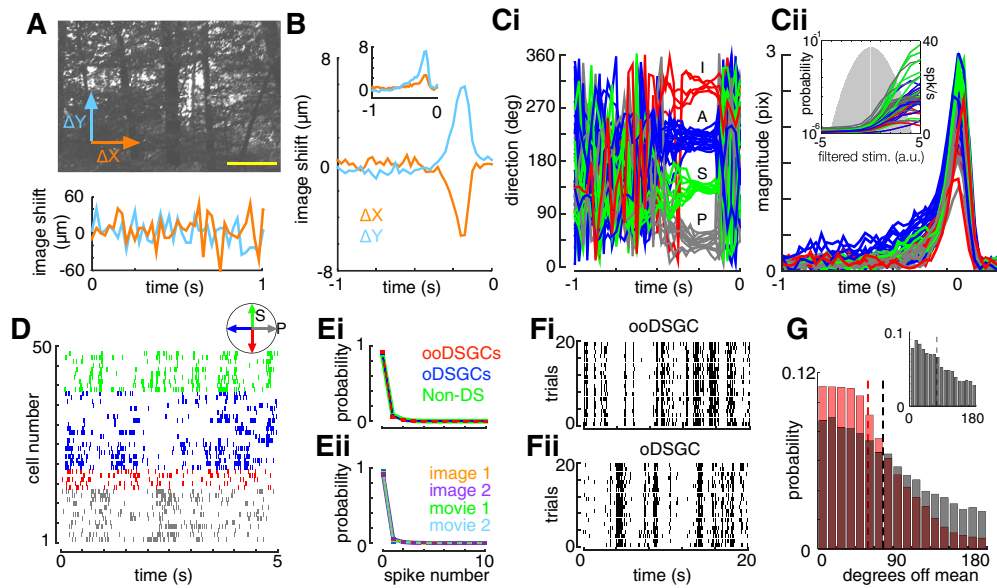 A
ΔY
ΔX
image shift
(μm)
60
0
-60
0
1
time (s)
B
image shift (μm)
8
0
8
8
4
0
-1
0
ΔX
ΔY
-1
0
time (s)
Ci
direction (deg)
360
270
180
90
0
I
A
S
P
-1
0
time (s)
Cii
magnitude (pix)
3
0
probability
10-1
10-6
40
0
spk/s
-5
5
filtered stim. (a.u.)
-1
0
time (s)
D
S
P
cell number
50
1
0
5
time (s)
Ei
probability
1
0
ooDSGCs
oDSGCs
Non-DS
Eii
probability
1
0
image 1
image 2
movie 1
movie 2
0
10
spike number
Fi
ooDSGC
trials
20
0
Fii
oDSGC
trials
20
0
0
20
time (s)
G
probability
0.12
0
0.1
0
0
180
0
90
180
degrees off mean